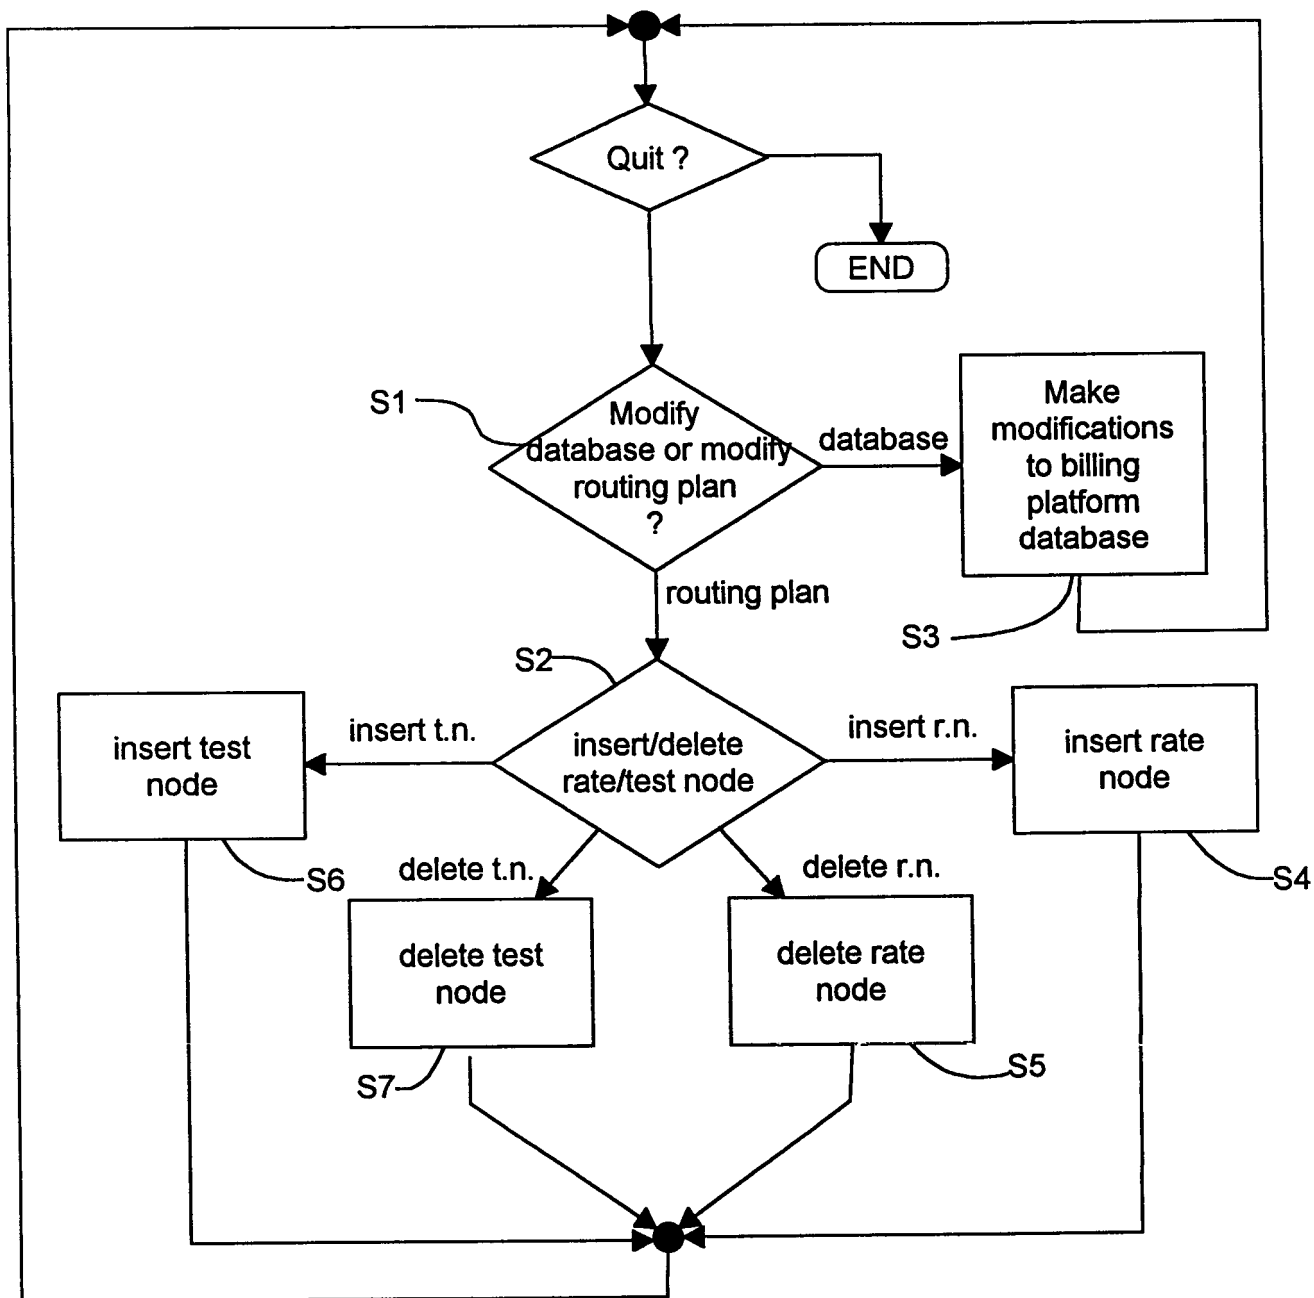 Quit ?
END
S1
Modify
database or modify
routing plan
?
database
Make
modifications
to billing
platform
database
routing plan
S3
S2
insert t.n.
insert/delete
rate/test node
insert r.n.
insert test
node
insert rate
node
S6
delete t.n.
delete r.n.
S4
delete test
node
delete rate
node
S7
S5